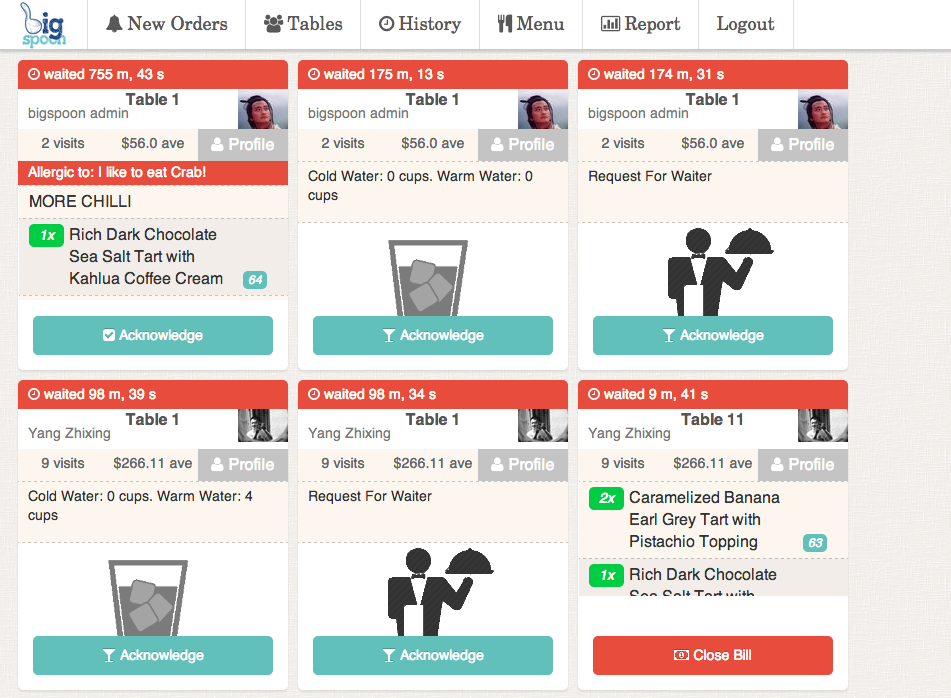 big
spoon
New Orders
Tables
History
Menu
Report
Logout
waited 755 m, 43 s
Table 1
bigspoon admin
2 visits $56.0 ave Profile
Allergic to: I like to eat Crab!
MORE CHILLI
1x Rich Dark Chocolate
Sea Salt Tart with
Kahlua Coffee Cream 64
Acknowledge
waited 175 m, 13 s
Table 1
bigspoon admin
2 visits $56.0 ave Profile
Cold Water: 0 cups. Warm Water: 0
cups
Acknowledge
waited 174 m, 31 s
Table 1
bigspoon admin
2 visits $56.0 ave Profile
Request For Waiter
Acknowledge
waited 98 m, 39 s
Table 1
Yang Zhixing
9 visits $266.11 ave Profile
Cold Water: 0 cups. Warm Water: 4
cups
Acknowledge
waited 98 m, 34 s
Table 1
Yang Zhixing
9 visits $266.11 ave Profile
Request For Waiter
Acknowledge
waited 9 m, 41 s
Table 11
Yang Zhixing
9 visits $266.11 ave Profile
2x Caramelized Banana
Earl Grey Tart with
Pistachio Topping 63
1x Rich Dark Chocolate
Sea Salt Tart with
Close Bill